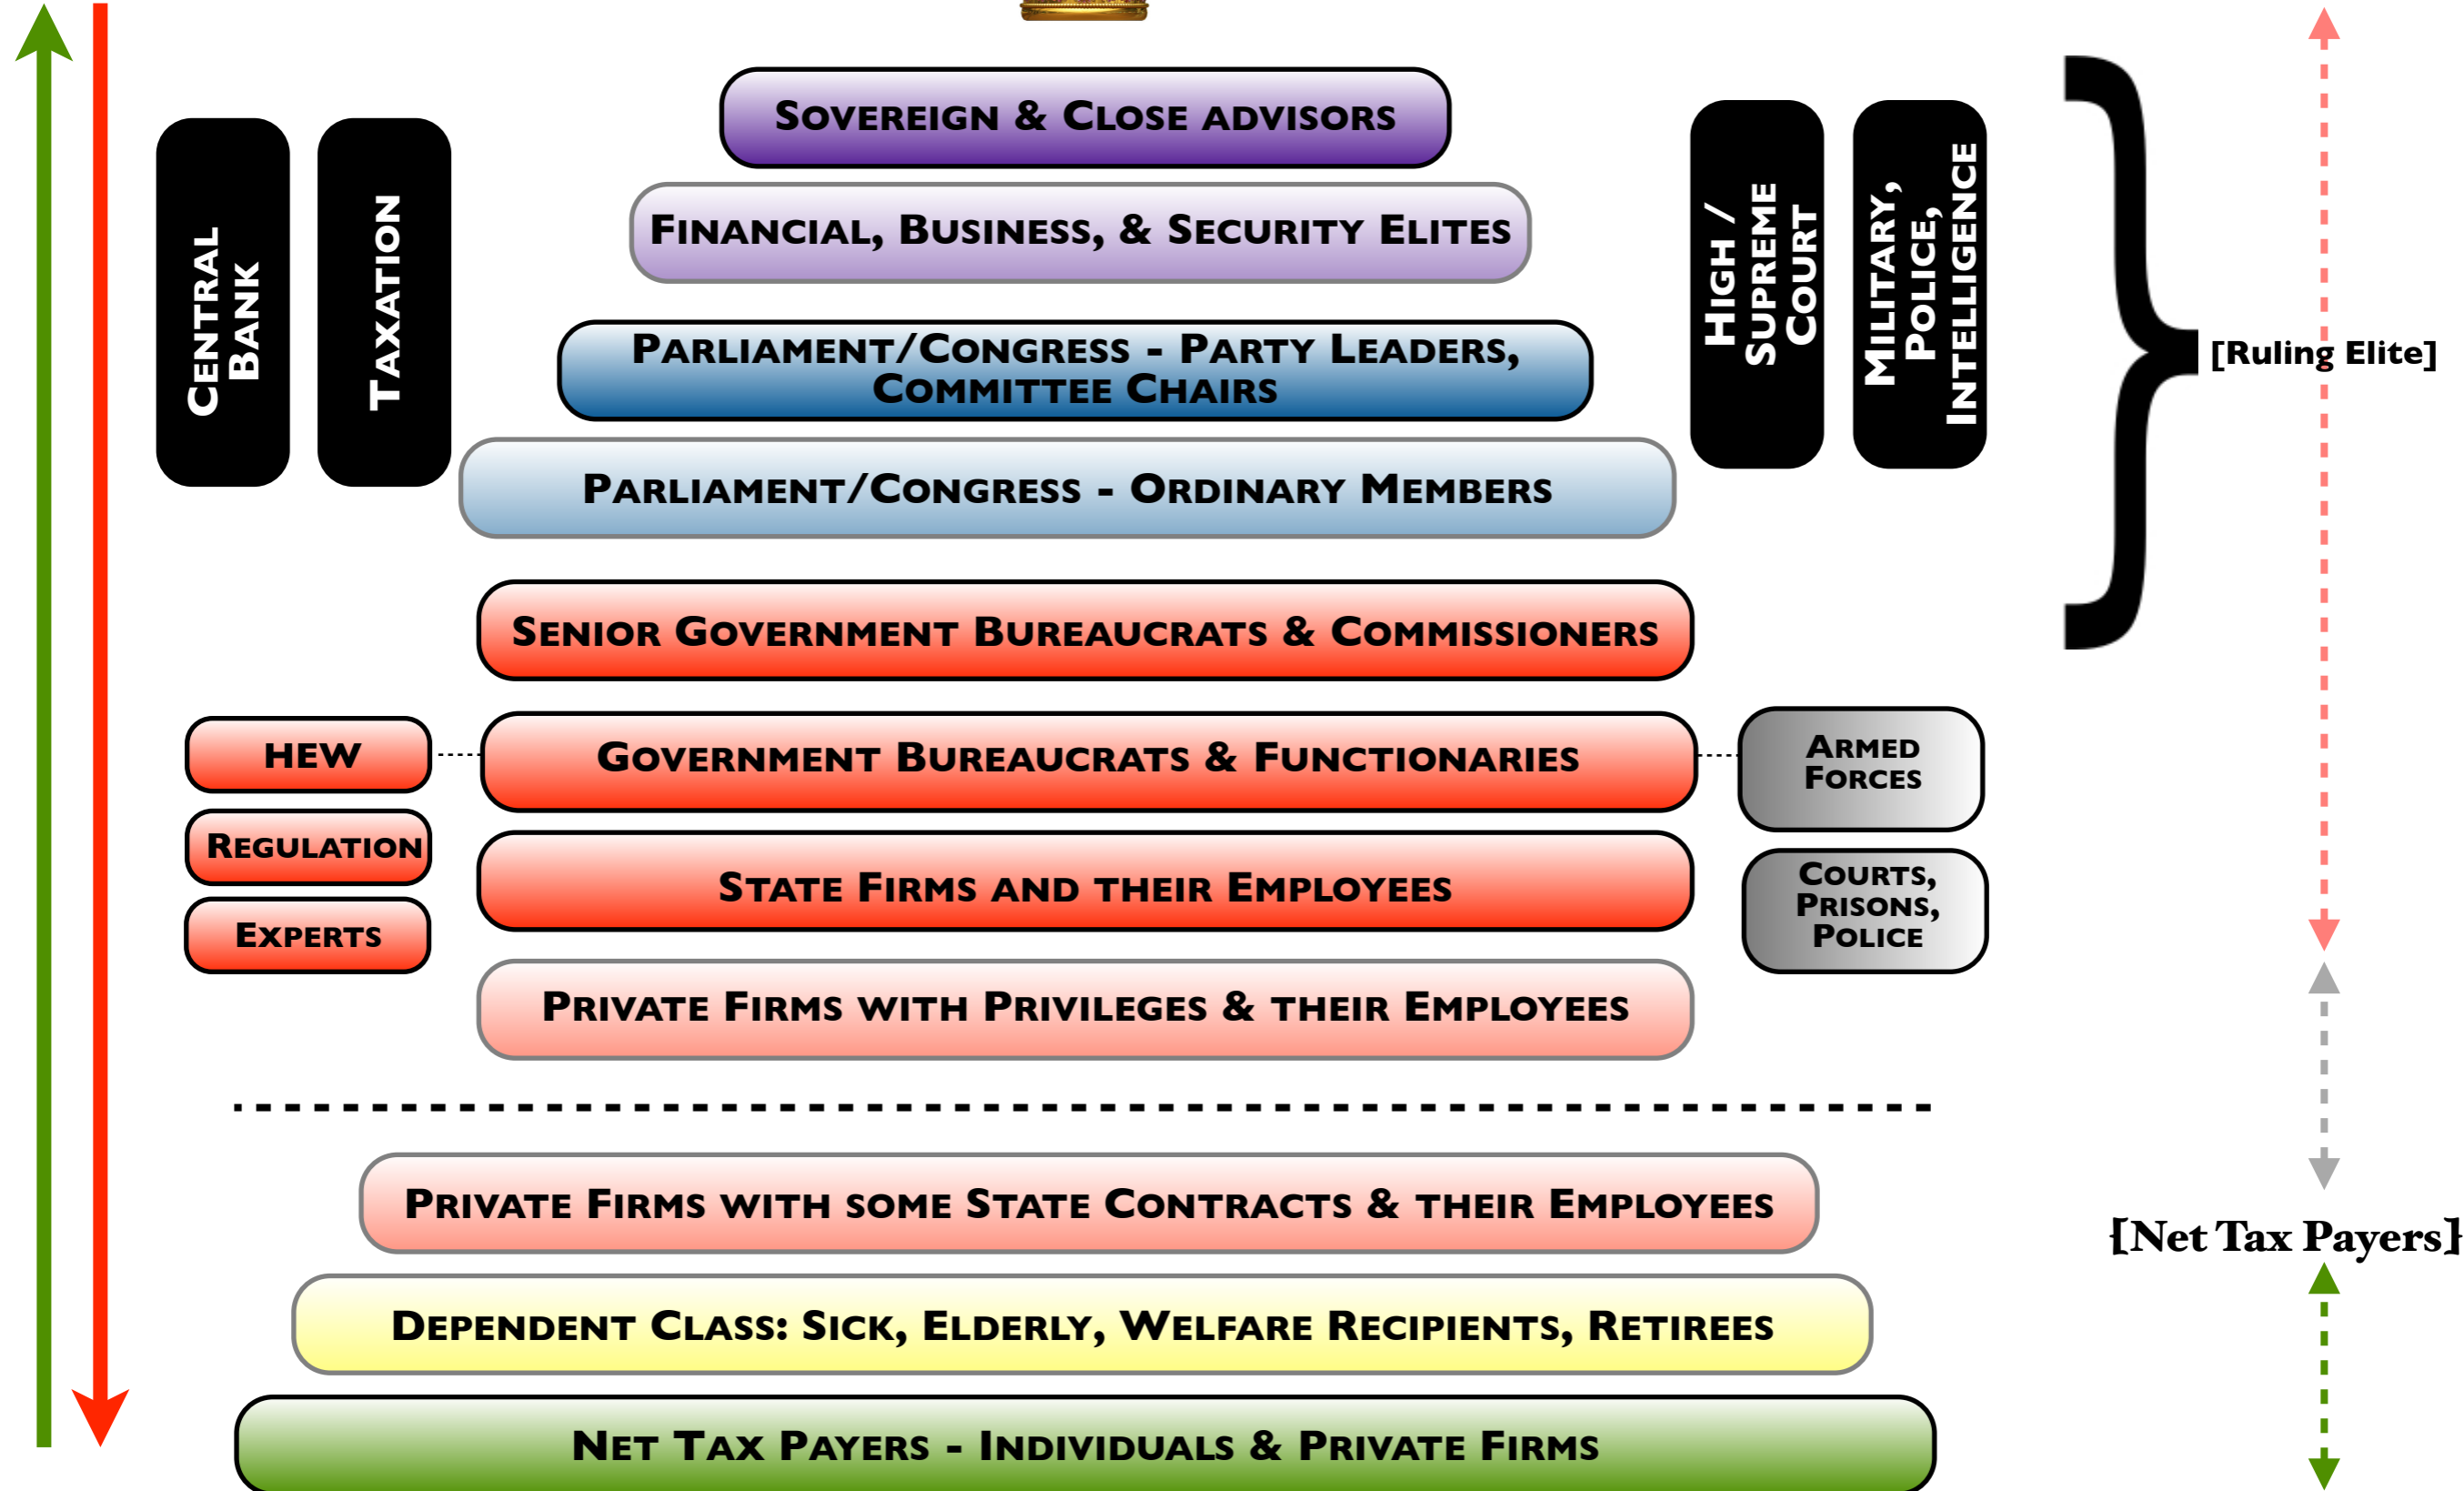 Sovereign & Close advisors
Financial, Business, & Security Elites
Central
Bank
Taxation
High /
Supreme
Court
Military,
Police,
Intelligence
Parliament/Congress - Party Leaders,
Committee Chairs
[Ruling Elite]
Parliament/Congress - Ordinary Members
Senior Government Bureaucrats & Commissioners
HEW
Government Bureaucrats & Functionaries
Armed
Forces
Regulation
State Firms and their Employees
Courts,
Prisons,
Police
Experts
Private Firms with Privileges & their Employees
Private Firms with some State Contracts & their Employees
{Net Tax Payers}
Dependent Class: Sick, Elderly, Welfare Recipients, Retirees
Net Tax Payers - Individuals & Private Firms